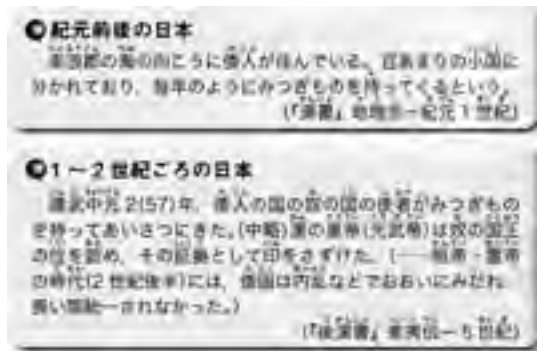 紀元前後の日本
楽浪郡の海の向こうに倭人が住んでいる。百あまりの小国に
分かれており、毎年のようにみつぎものを持ってくるという。
(『漢書』地理志-紀元1世紀)
1～2世紀ごろの日本
建武中元2(57)年、倭人の国の奴の国の使者がみつぎもの
を持ってあいさつにきた。(中略)漢の皇帝(光武帝)は奴の国王
の位を認め、その証拠として印をさずけた。(……桓帝・霊帝
の時代(2世紀後半)には、倭国は内乱などでおおいにみだれ、
長い間統一されなかった。)
(『後漢書』東夷伝-5世紀)